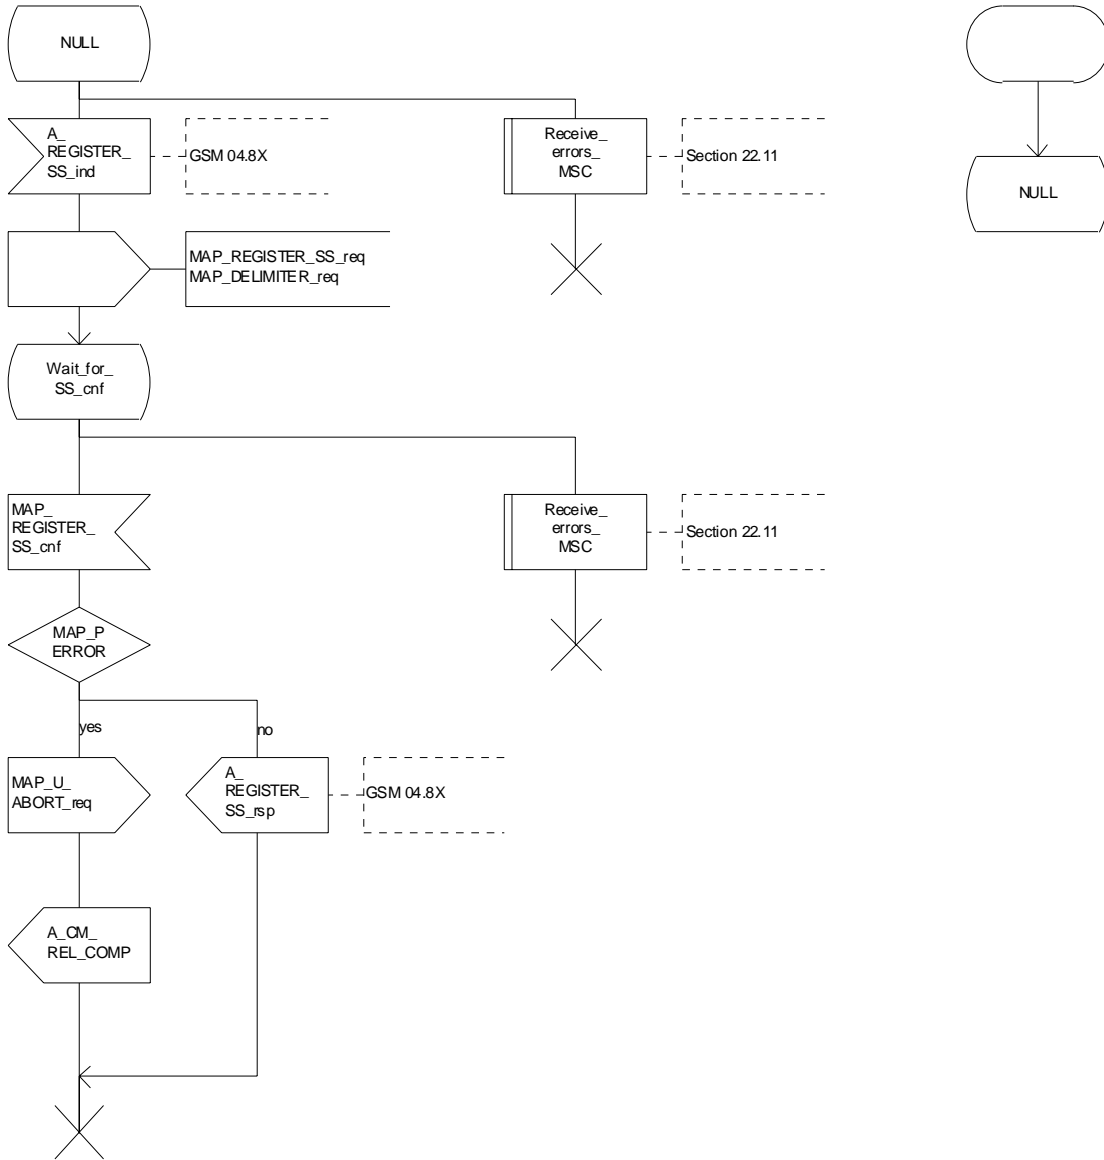 NULL
A_
REGISTER_
SS_ind
GSM 04.8X
Receive_
errors_
MSC
Section 22.11
NULL
MAP_REGISTER_SS_req
MAP_DELIMITER_req
Wait_for_
SS_cnf
MAP_
REGISTER_
SS_cnf
Receive_
errors_
MSC
Section 22.11
MAP_P
ERROR
yes
no
MAP_U_
ABORT_req
A_
REGISTER_
SS_rsp
GSM 04.8X
A_CM_
REL_COMP